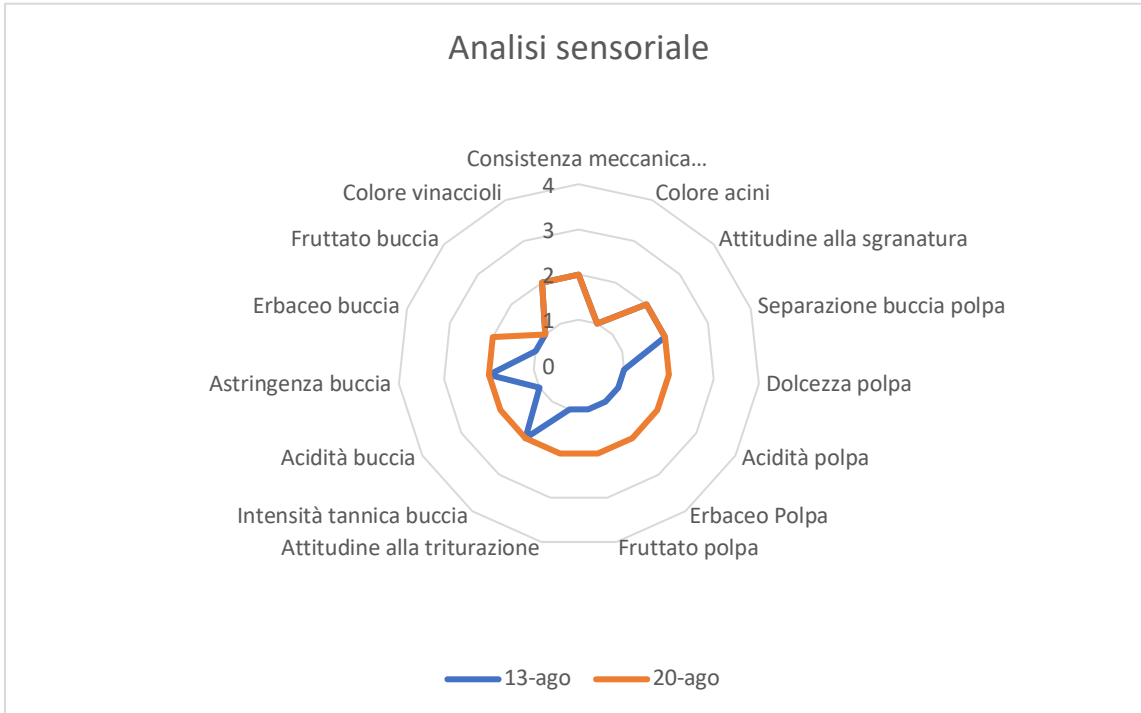 Analisi sensoriale
Consistenza meccanica...
Colore acini
Attitudine alla sgranatura
Separazione buccia polpa
Dolcezza polpa
Acidità polpa
Erbaceo Polpa
Fruttato polpa
Attitudine alla triturazione
Intensità tannica buccia
Acidità buccia
Astringenza buccia
Erbaceo buccia
Fruttato buccia
Colore vinaccioli
4
3
2
1
0
13-ago
20-ago